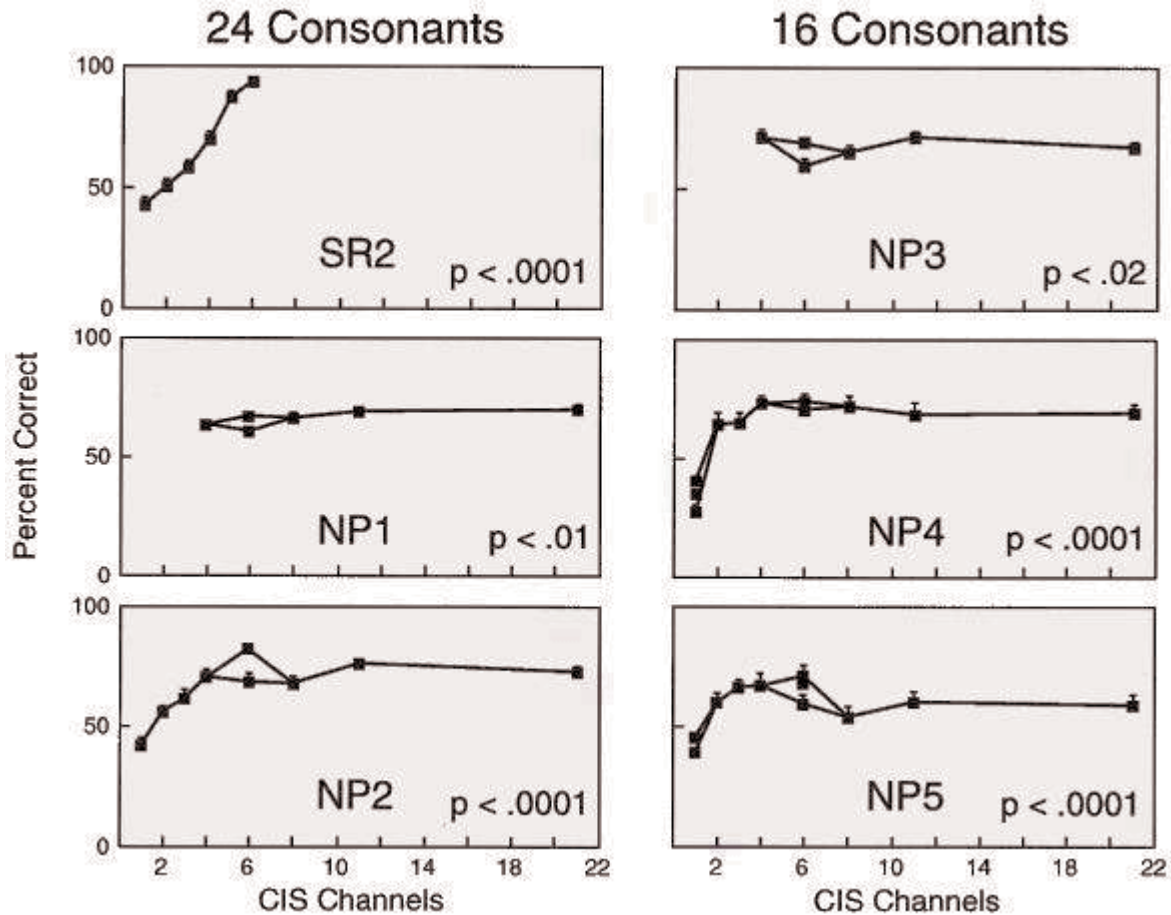 24 Consonants
16 Consonants
100
50
0
SR2
p < .0001
NP3
p < .02
Percent Correct
100
50
0
NP1
p < .01
NP4
p < .0001
100
50
0
NP2
p < .0001
NP5
p < .0001
2 6 10 14 18 22
2 6 10 14 18 22
CIS Channels
CIS Channels